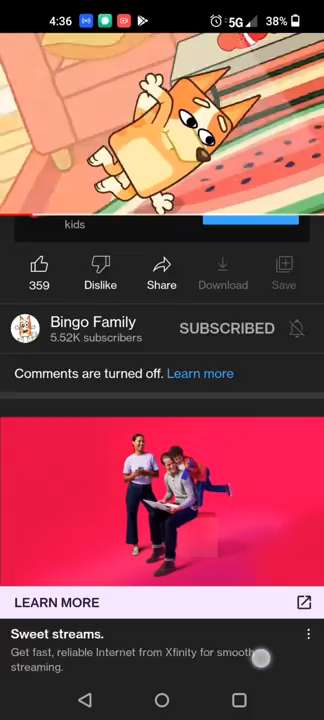 4:36
5G 38%
kids
359
Dislike
Share
Download
Save
Bingo Family
SUBSCRIBED
5.52K subscribers
Comments are turned off. Learn more
LEARN MORE
Sweet streams.
Get fast, reliable Internet from Xfinity for smooth
streaming.